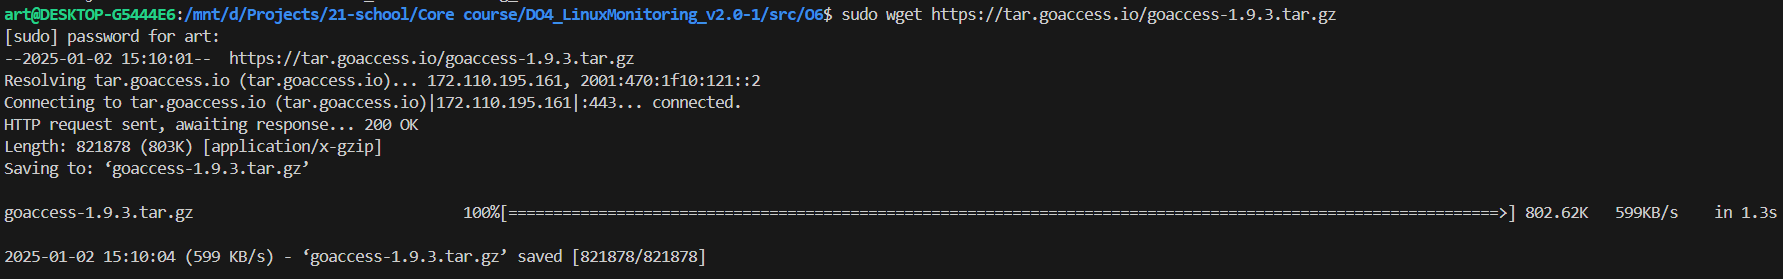 art@DESKTOP-G5444E6:/mnt/d/Projects/21-school/Core course/DO4_LinuxMonitoring_v2.0-1/src/06$ sudo wget https://tar.goaccess.io/goaccess-1.9.3.tar.gz
[sudo] password for art:
--2025-01-02 15:10:01--  https://tar.goaccess.io/goaccess-1.9.3.tar.gz
Resolving tar.goaccess.io (tar.goaccess.io)... 172.110.195.161, 2001:470:1f10:121::2
Connecting to tar.goaccess.io (tar.goaccess.io)|172.110.195.161|:443... connected.
HTTP request sent, awaiting response... 200 OK
Length: 821878 (803K) [application/x-gzip]
Saving to: ‘goaccess-1.9.3.tar.gz’
goaccess-1.9.3.tar.gz 100%[==============================================================================================================>] 802.62K 599KB/s in 1.3s
2025-01-02 15:10:04 (599 KB/s) - ‘goaccess-1.9.3.tar.gz’ saved [821878/821878]